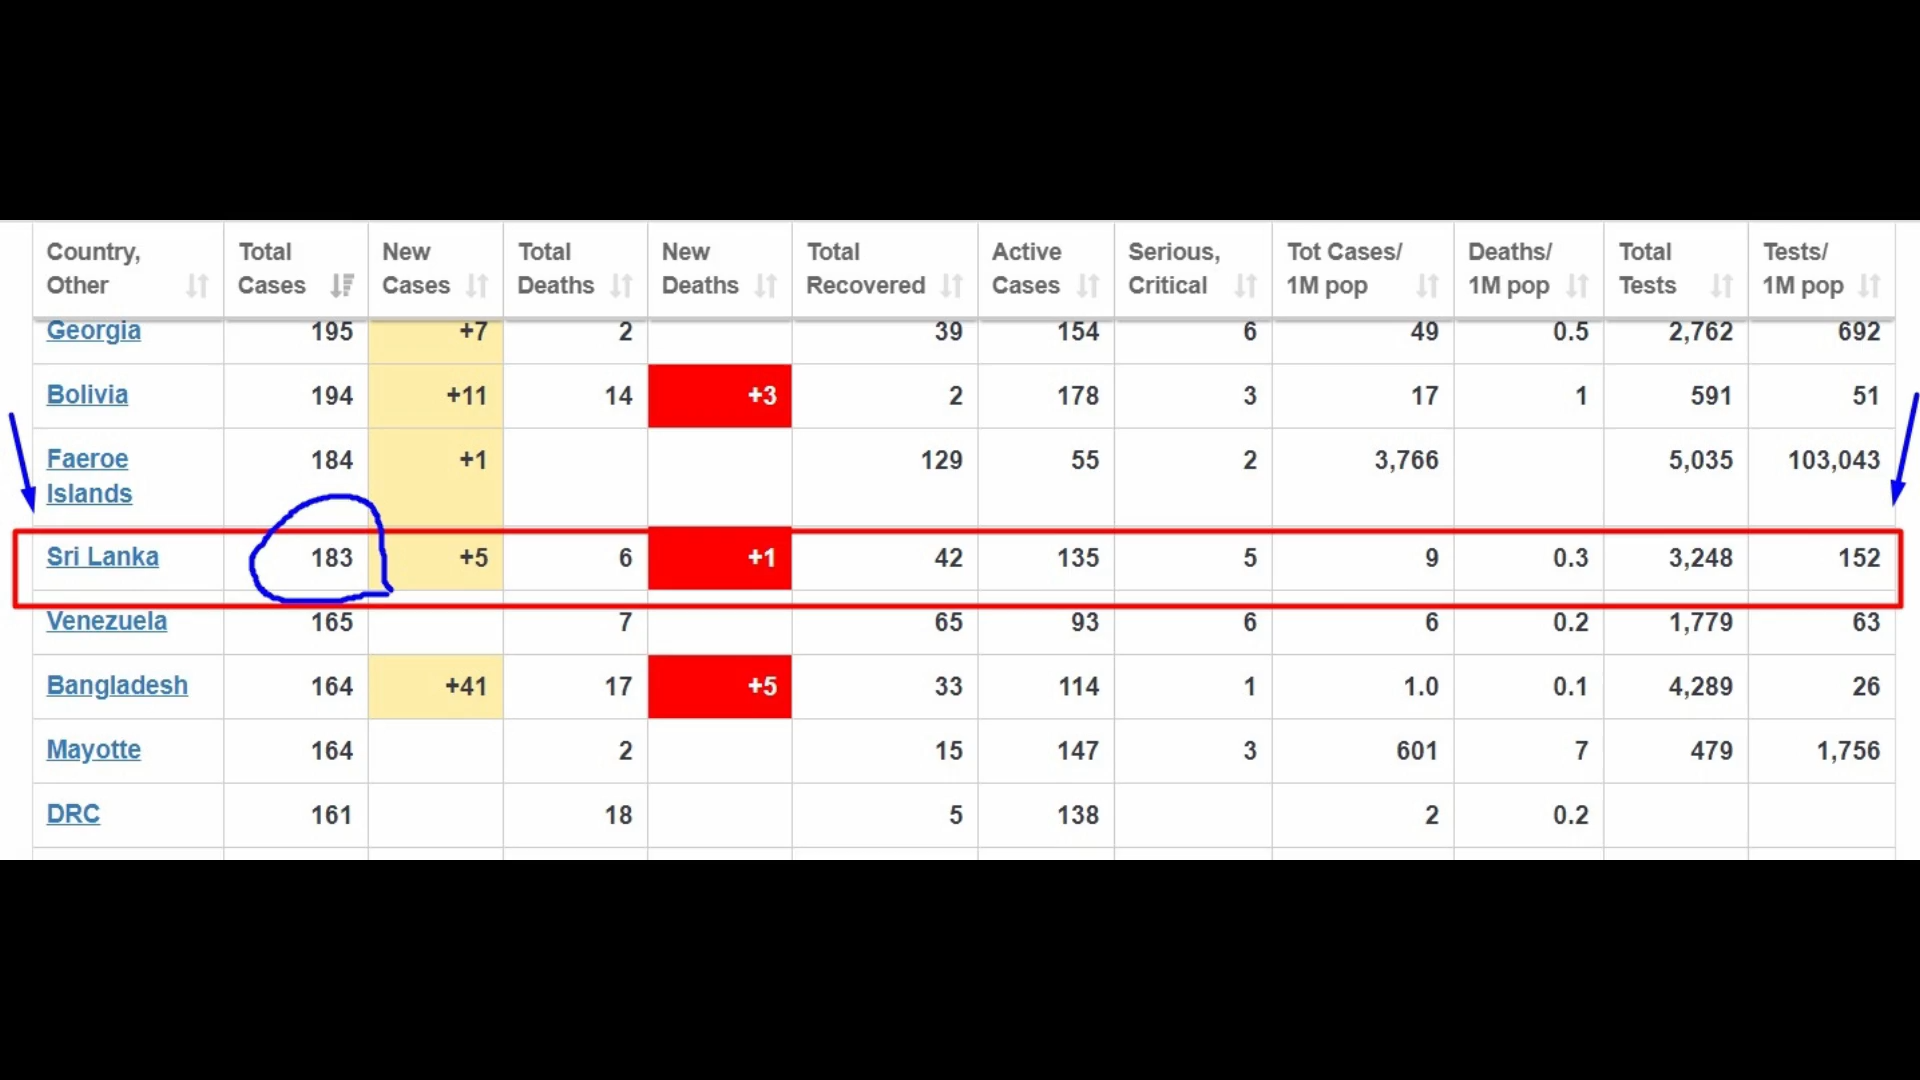 Country, Other Total Cases New Cases Total Deaths New Deaths Total Recovered Active Cases Serious, Critical Tot Cases/ 1M pop Deaths/ 1M pop Total Tests Tests/ 1M pop
Georgia 195 +7 2 39 154 6 49 0.5 2,762 692
Bolivia 194 +11 14 +3 2 178 3 17 1 591 51
Faeroe Islands 184 +1 129 55 2 3,766 5,035 103,043
Sri Lanka 183 +5 6 +1 42 135 5 9 0.3 3,248 152
Venezuela 165 7 65 93 6 6 0.2 1,779 63
Bangladesh 164 +41 17 +5 33 114 1 1.0 0.1 4,289 26
Mayotte 164 2 15 147 3 601 7 479 1,756
DRC 161 18 5 138 2 0.2